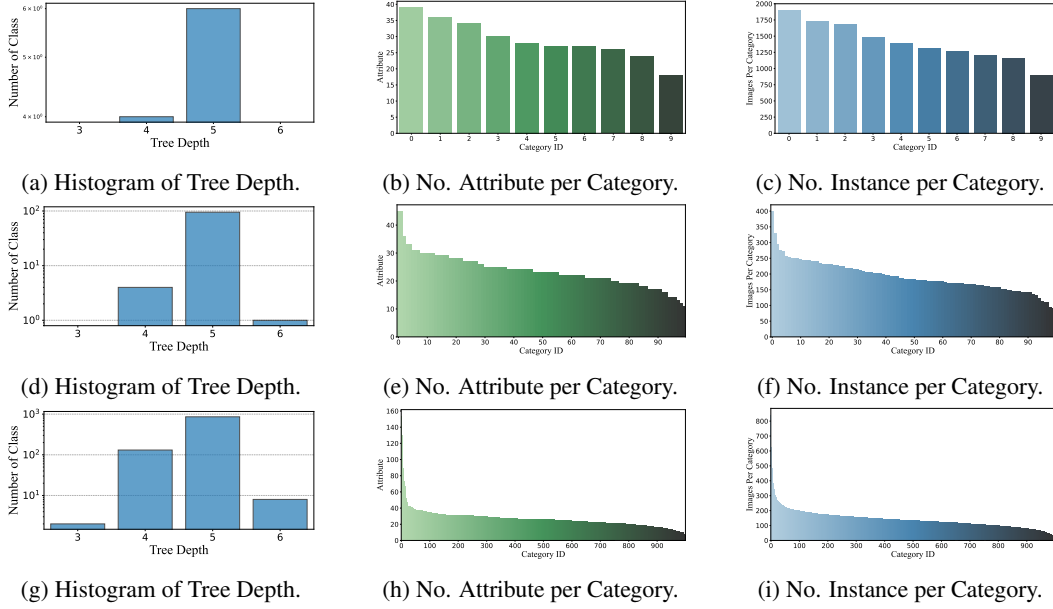 6 × 10⁰
5 × 10⁰
4 × 10⁰
Number of Class
3 4 5 6
Tree Depth
40
35
30
25
20
15
10
5
0
Attribute
0 1 2 3 4 5 6 7 8 9
Category ID
2000
1750
1500
1250
1000
750
500
250
0
Images Per Category
0 1 2 3 4 5 6 7 8 9
Category ID
(a) Histogram of Tree Depth.
(b) No. Attribute per Category.
(c) No. Instance per Category.
10²
10¹
10⁰
Number of Class
3 4 5 6
Tree Depth
40
30
20
10
0
Attribute
0 10 20 30 40 50 60 70 80 90
Category ID
400
350
300
250
200
150
100
50
0
Images Per Category
0 10 20 30 40 50 60 70 80 90
Category ID
(d) Histogram of Tree Depth.
(e) No. Attribute per Category.
(f) No. Instance per Category.
10³
10²
10¹
Number of Class
3 4 5 6
Tree Depth
160
140
120
100
80
60
40
20
0
Attribute
0 100 200 300 400 500 600 700 800 900
Category ID
800
700
600
500
400
300
200
100
0
Images Per Category
0 100 200 300 400 500 600 700 800 900
Category ID
(g) Histogram of Tree Depth.
(h) No. Attribute per Category.
(i) No. Instance per Category.